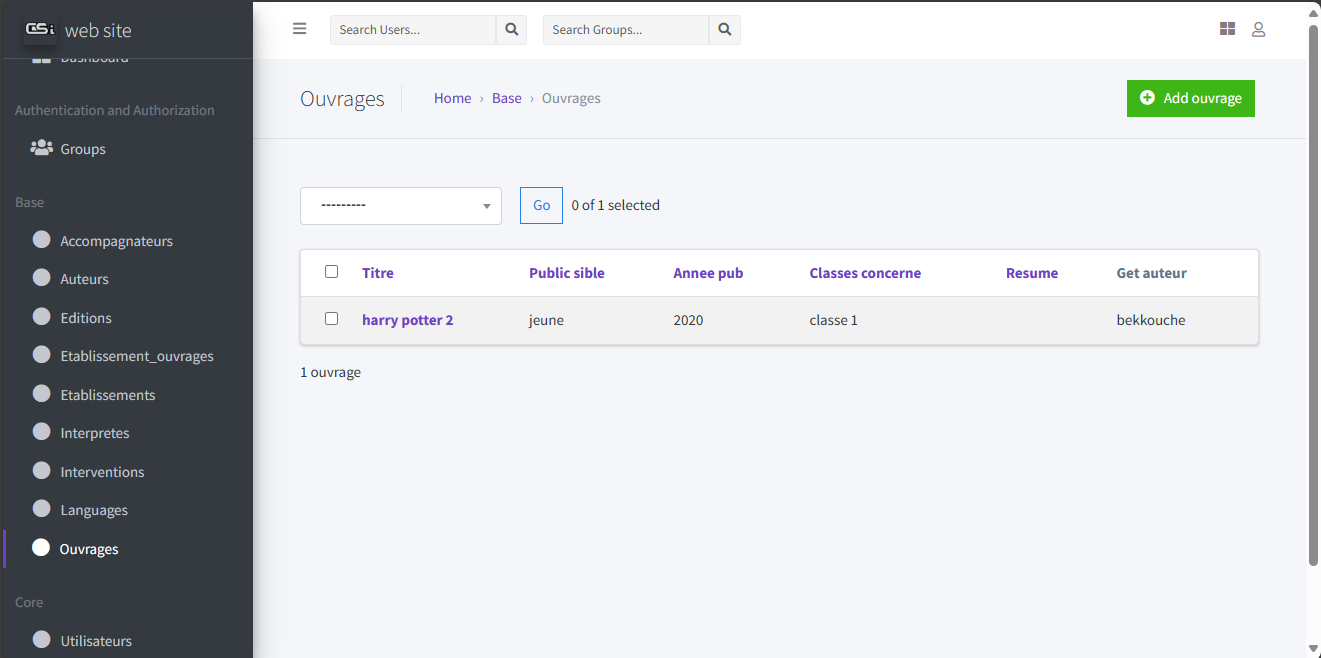 GSi web site
Dashboard
Authentication and Authorization
Groups
Base
Accompagnateurs
Auteurs
Editions
Etablissement_ouvrages
Etablissements
Interpretes
Interventions
Languages
Ouvrages
Core
Utilisateurs
Search Users...
Search Groups...
Ouvrages
Home › Base › Ouvrages
Add ouvrage
---------
Go
0 of 1 selected
Titre Public sible Annee pub Classes concerne Resume Get auteur
harry potter 2 jeune 2020 classe 1 bekkouche
1 ouvrage